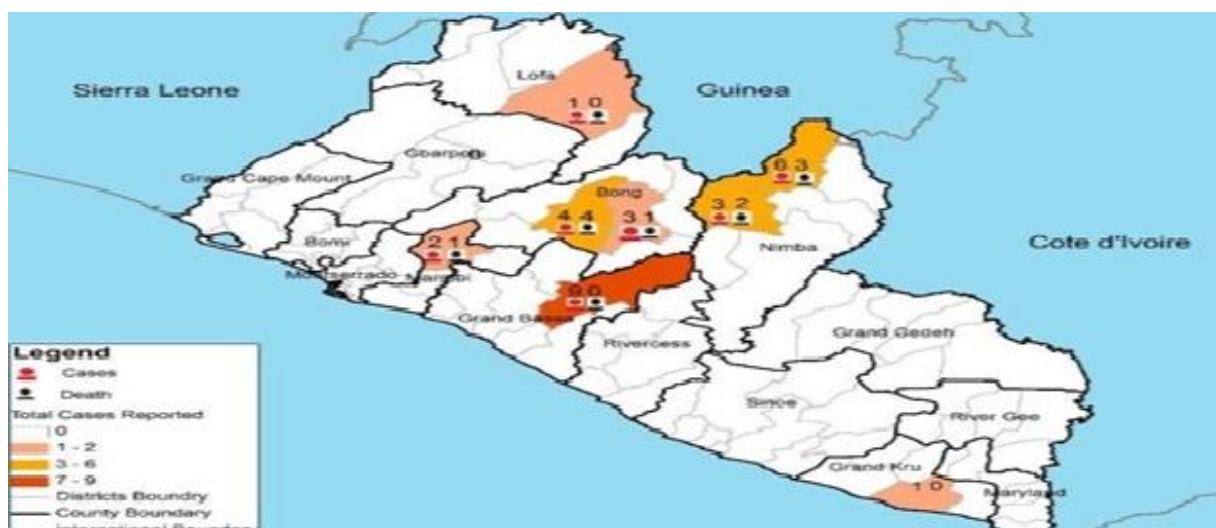 Lofa
Sierra Leone
Guinea
1 0
Gbarpolu
6 3
Grand Cape Mount
Bong
3 2
4 4
3 1
Bomi
2 1
Nimba
Cote d'Ivoire
Montserrado
Margibi
Grand Bassa
Grand Gedeh
Rivercess
Legend
Cases
Death
Total Cases Reported
0
1 - 2
3 - 6
7 - 9
Districts Boundry
County Boundary
Sinoe
River Gee
Grand Kru
1 0
Maryland